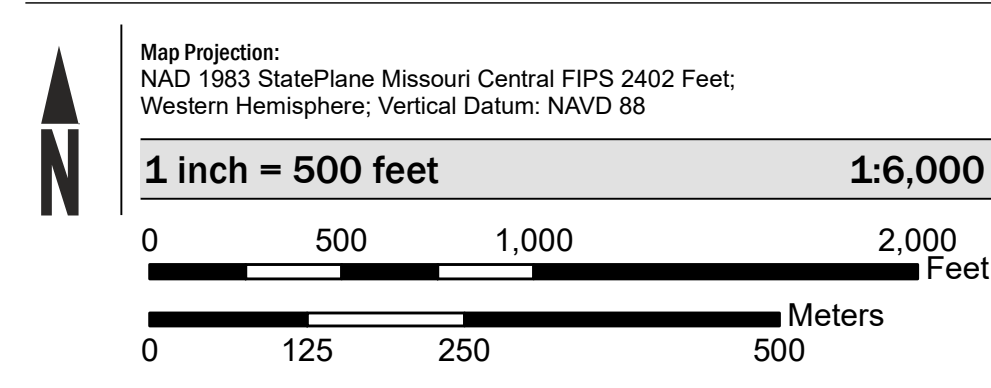 Map Projection:
NAD 1983 StatePlane Missouri Central FIPS 2402 Feet;
Western Hemisphere; Vertical Datum: NAVD 88
N
1 inch = 500 feet 1:6,000
0 500 1,000 2,000
Feet
Meters
0 125 250 500